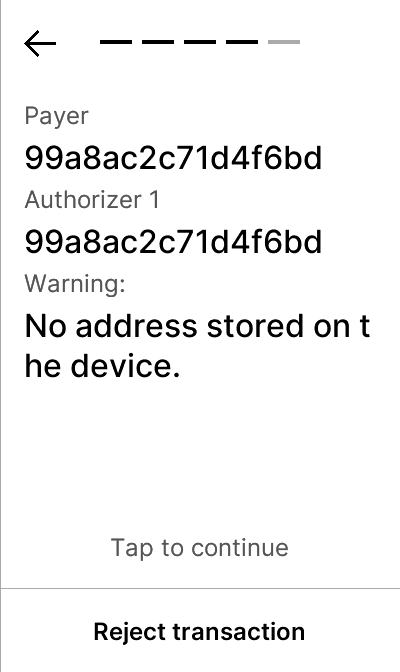 Payer
99a8ac2c71d4f6bd
Authorizer 1
99a8ac2c71d4f6bd
Warning:
No address stored on t
he device.
Tap to continue
Reject transaction